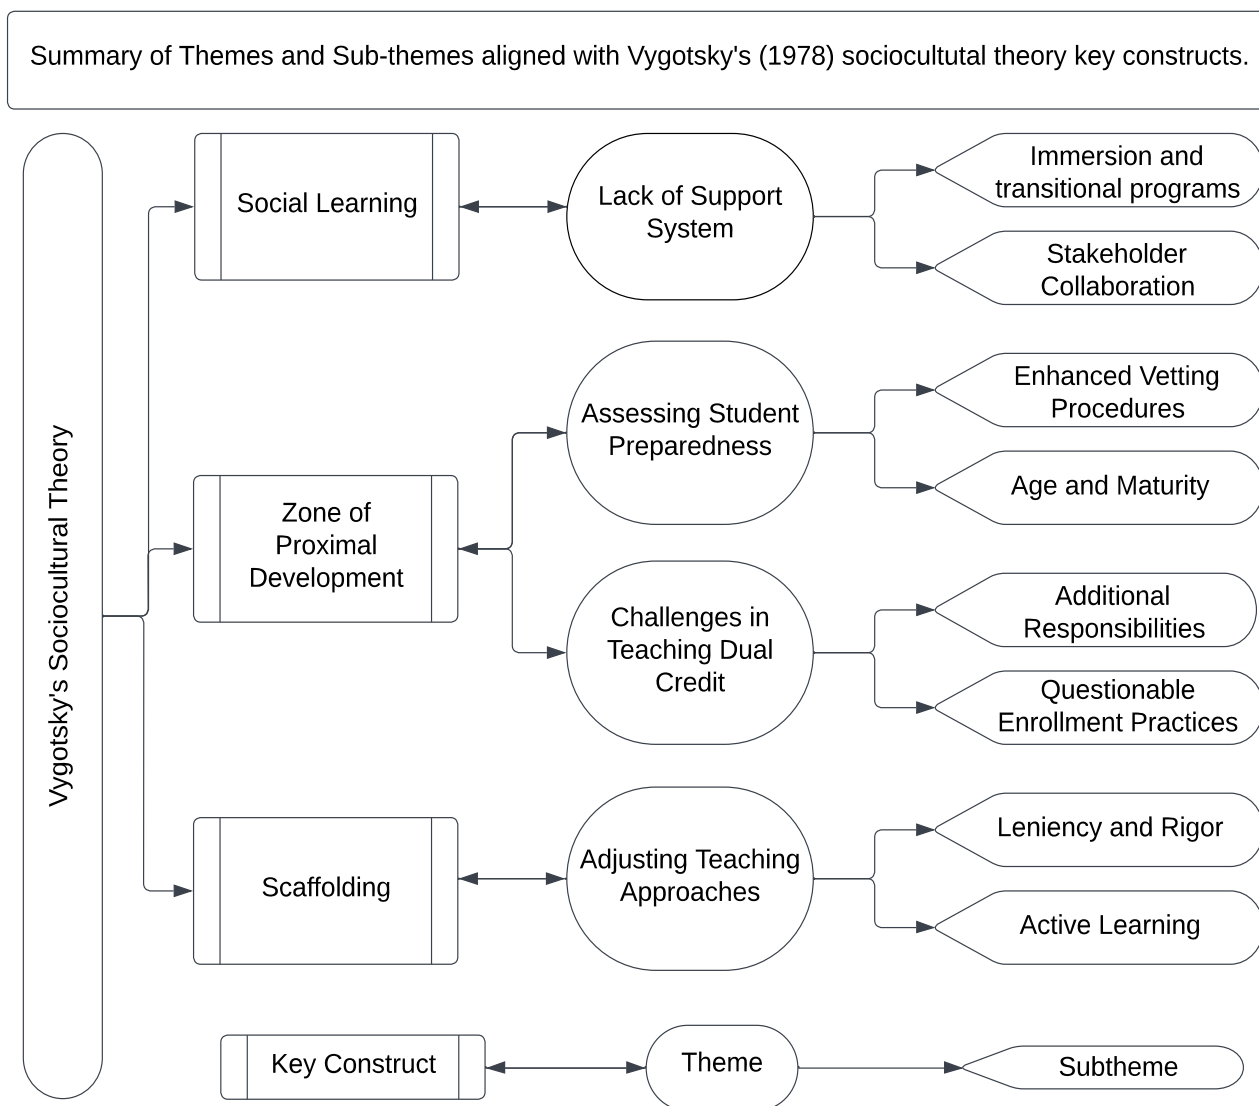 Summary of Themes and Sub-themes aligned with Vygotsky's (1978) sociocultutal theory key constructs.
Vygotsky's Sociocultural Theory
Social Learning
Lack of Support
System
Immersion and
transitional programs
Stakeholder
Collaboration
Zone of
Proximal
Development
Assessing Student
Preparedness
Enhanced Vetting
Procedures
Age and Maturity
Challenges in
Teaching Dual
Credit
Additional
Responsibilities
Questionable
Enrollment Practices
Scaffolding
Adjusting Teaching
Approaches
Leniency and Rigor
Active Learning
Key Construct
Theme
Subtheme